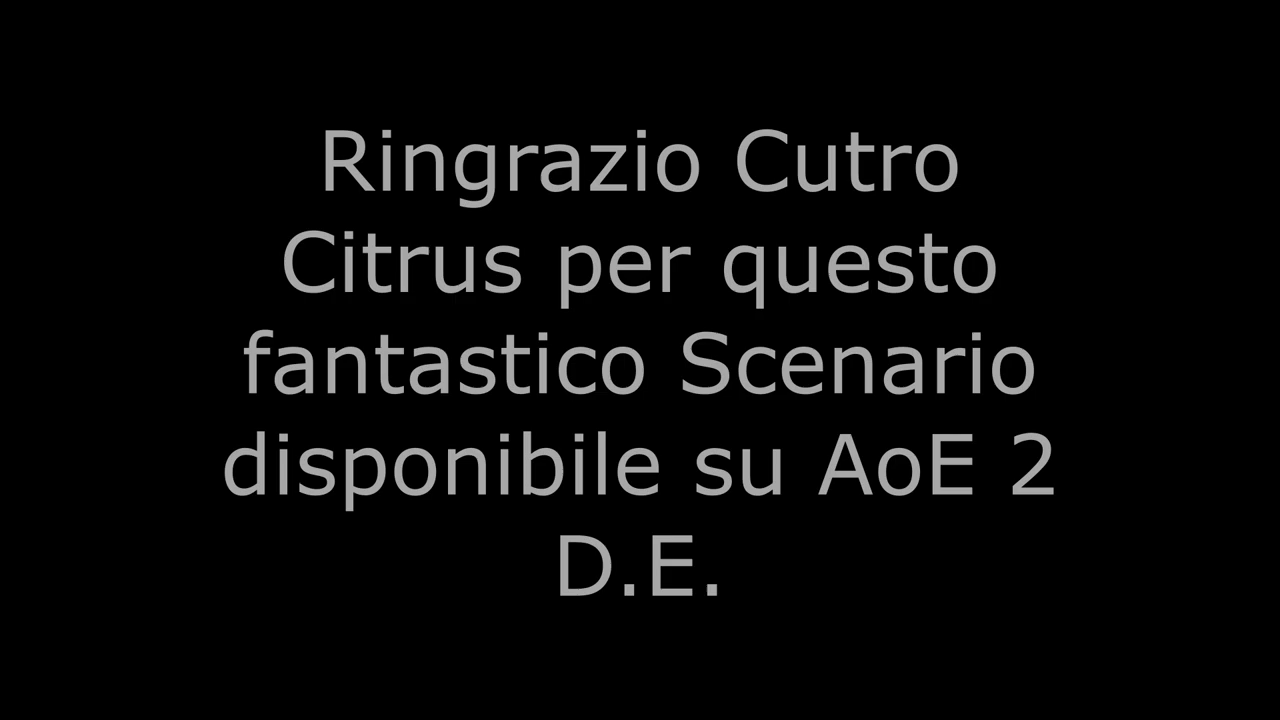 Ringrazio Cutro
Citrus per questo
fantastico Scenario
disponibile su AoE 2
D.E.